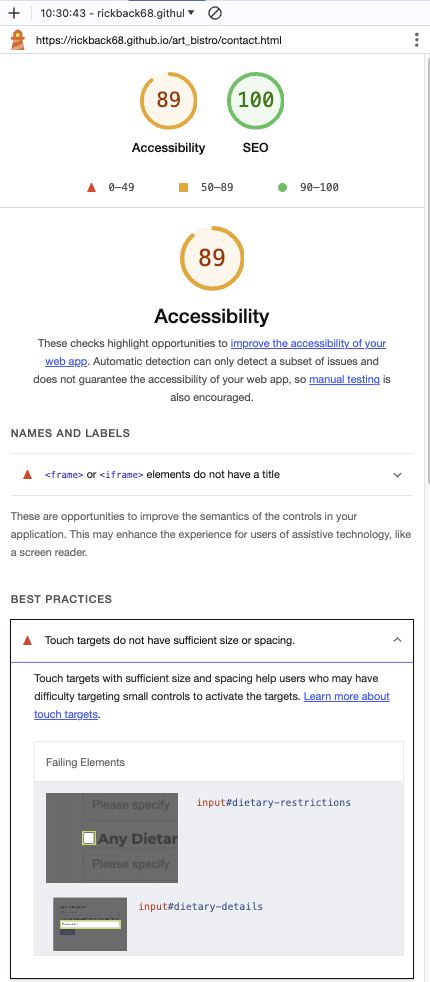 10:30:43 - rickback68.githul
https://rickback68.github.io/art_bistro/contact.html
89
100
Accessibility
SEO
0–49
50–89
90–100
89
Accessibility
These checks highlight opportunities to improve the accessibility of your
web app. Automatic detection can only detect a subset of issues and
does not guarantee the accessibility of your web app, so manual testing is
also encouraged.
NAMES AND LABELS
<frame> or <iframe> elements do not have a title
These are opportunities to improve the semantics of the controls in your
application. This may enhance the experience for users of assistive technology, like
a screen reader.
BEST PRACTICES
Touch targets do not have sufficient size or spacing.
Touch targets with sufficient size and spacing help users who may have
difficulty targeting small controls to activate the targets. Learn more about
touch targets.
Failing Elements
Please specify
Any Dietar
Please specify
input#dietary-restrictions
input#dietary-details